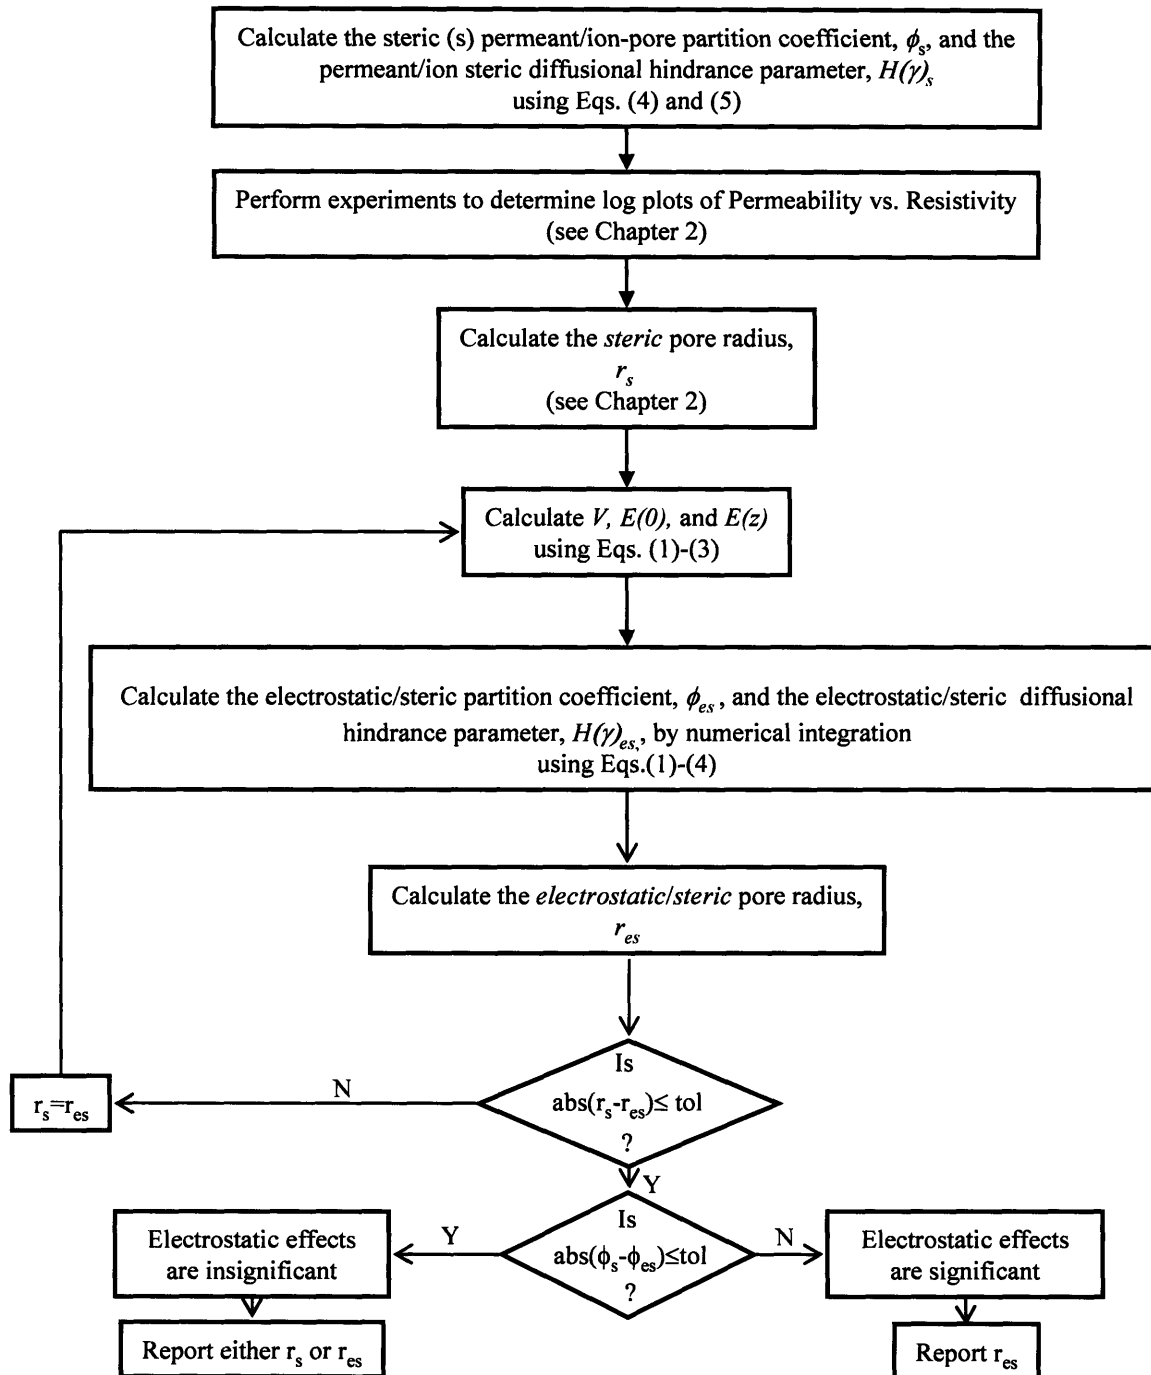 Calculate the steric (s) permeant/ion-pore partition coefficient, ϕs, and the
permeant/ion steric diffusional hindrance parameter, H(γ)s
using Eqs. (4) and (5)
Perform experiments to determine log plots of Permeability vs. Resistivity
(see Chapter 2)
Calculate the steric pore radius,
rs
(see Chapter 2)
Calculate V, E(0), and E(z)
using Eqs. (1)-(3)
Calculate the electrostatic/steric partition coefficient, ϕes, and the electrostatic/steric diffusional
hindrance parameter, H(γ)es,, by numerical integration
using Eqs.(1)-(4)
Calculate the electrostatic/steric pore radius,
res
Is
abs(rs-res)≤ tol
?
N
rs=res
Y
Is
abs(ϕs-ϕes)≤tol
?
Y
N
Electrostatic effects
are insignificant
Electrostatic effects
are significant
Report either rs or res
Report res